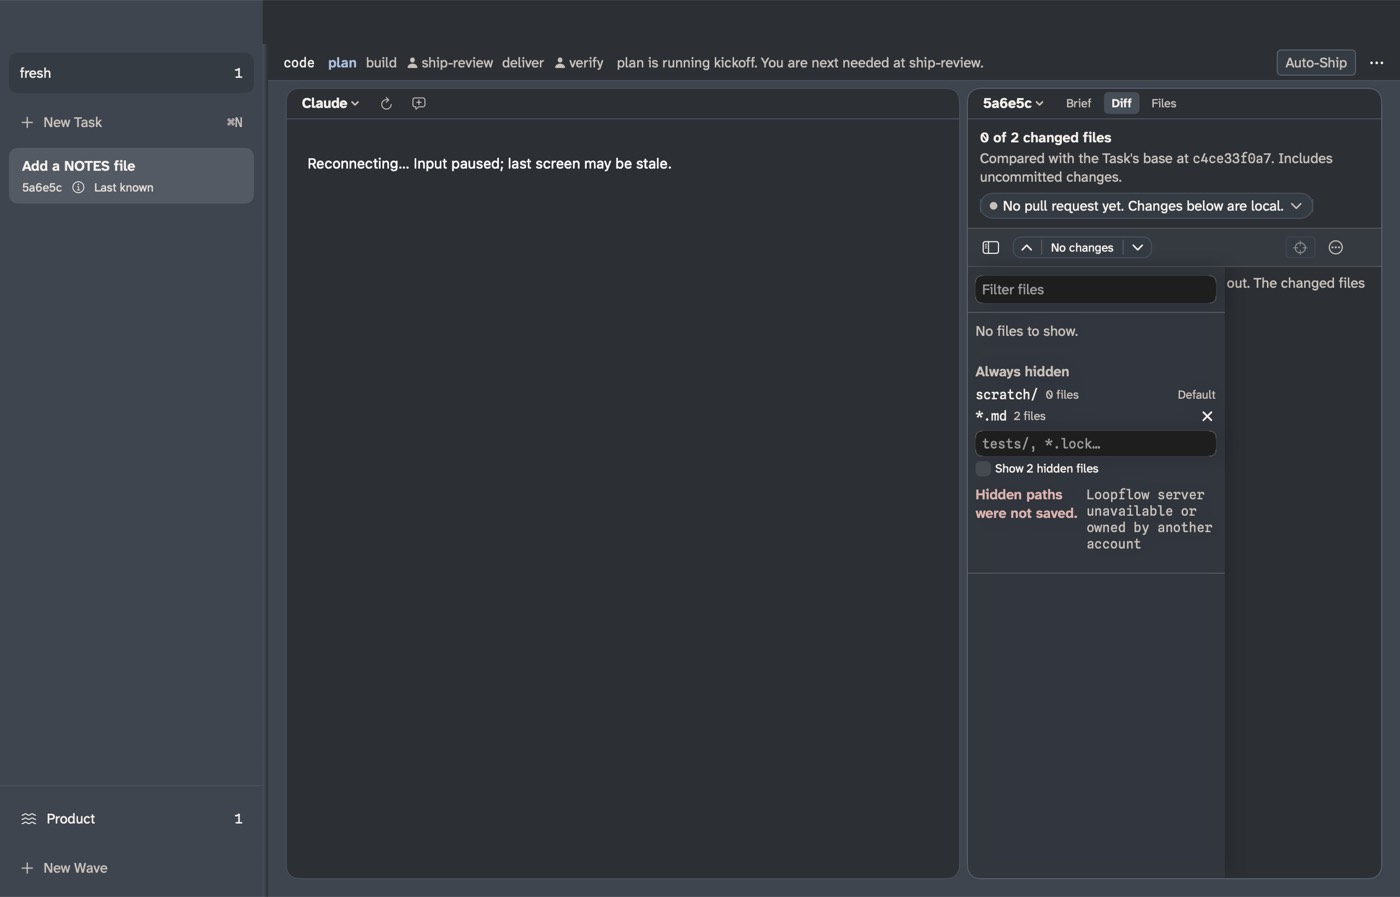 fresh 1
New Task ⌘N
Add a NOTES file
5a6e5c Last known
Product 1
New Wave
code plan build ship-review deliver verify plan is running kickoff. You are next needed at ship-review.
Auto-Ship
Claude
Reconnecting... Input paused; last screen may be stale.
5a6e5c Brief Diff Files
0 of 2 changed files
Compared with the Task's base at c4ce33f0a7. Includes
uncommitted changes.
No pull request yet. Changes below are local.
No changes
Filter files
out. The changed files
No files to show.
Always hidden
scratch/ 0 files Default
*.md 2 files
tests/, *.lock…
Show 2 hidden files
Hidden paths
were not saved.
Loopflow server
unavailable or
owned by another
account